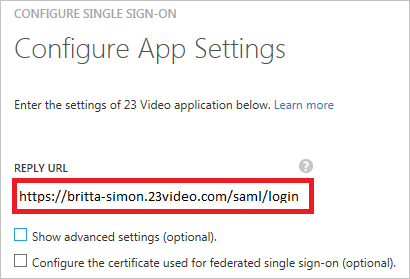 CONFIGURE SINGLE SIGN-ON
Configure App Settings
Enter the settings of 23 Video application below. Learn more
REPLY URL ?
https://britta-simon.23video.com/saml/login
Show advanced settings (optional).
Configure the certificate used for federated single sign-on (optional).